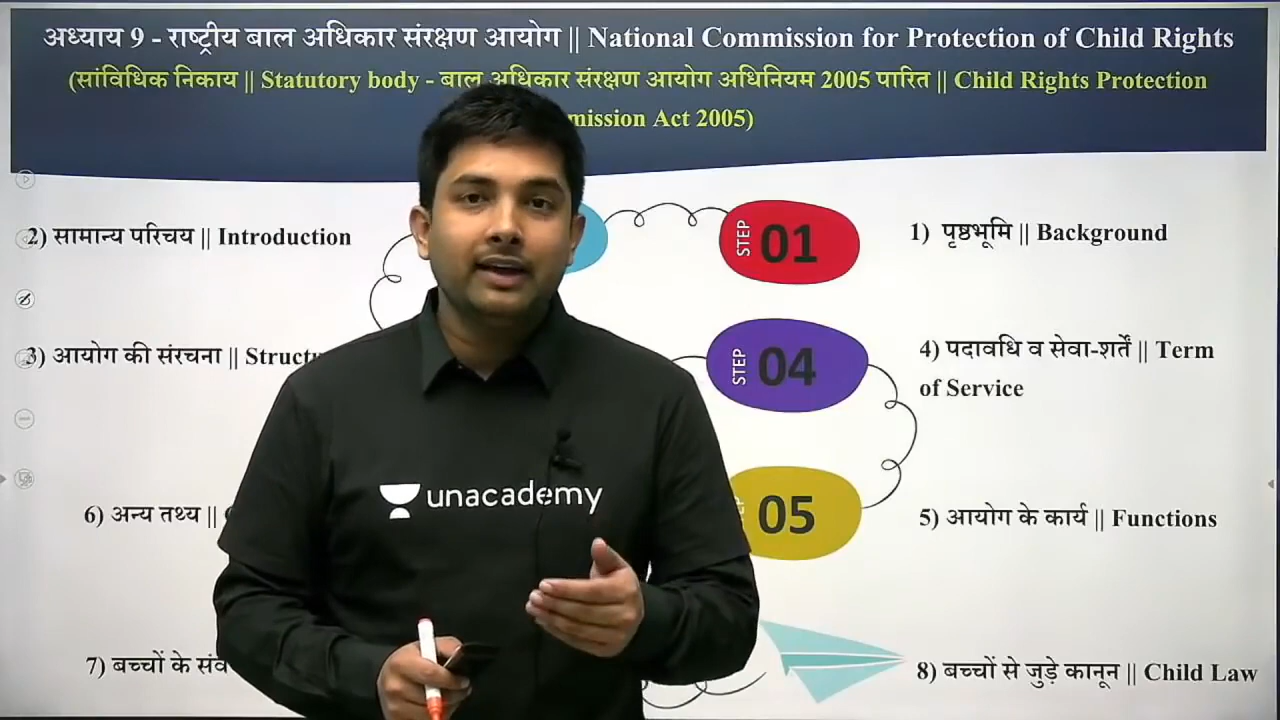 अध्याय 9 - राष्ट्रीय बाल अधिकार संरक्षण आयोग || National Commission for Protection of Child Rights
(सांविधिक निकाय || Statutory body - बाल अधिकार संरक्षण आयोग अधिनियम 2005 पारित || Child Rights Protection
Act 2005)
2) सामान्य परिचय || Introduction
STEP 01
1) पृष्ठभूमि || Background
3) आयोग की संरचना ||
STEP 04
4) पदावधि व सेवा-शर्तें || Term
of Service
unacademy
6) अन्य तथ्य ||
05
5) आयोग के कार्य || Functions
7) बच्चों के
8) बच्चों से जुड़े कानून || Child Law